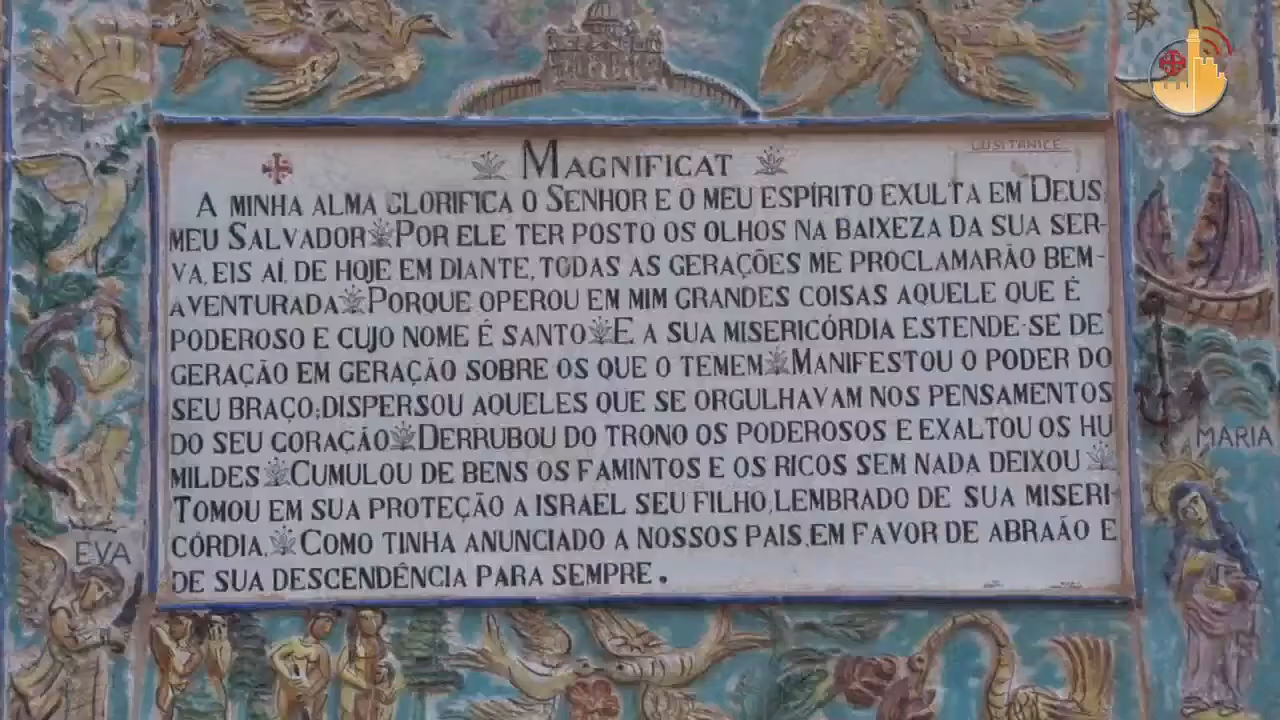 LUSITANICE
MAGNIFICAT
A MINHA ALMA GLORIFICA O SENHOR E O MEU ESPÍRITO EXULTA EM DEUS,
MEU SALVADOR POR ELE TER POSTO OS OLHOS NA BAIXEZA DA SUA SER-
VA, EIS AÍ, DE HOJE EM DIANTE, TODAS AS GERAÇÕES ME PROCLAMARÃO BEM-
AVENTURADA PORQUE OPEROU EM MIM GRANDES COISAS AQUELE QUE É
PODEROSO E CUJO NOME É SANTO E A SUA MISERICÓRDIA ESTENDE-SE DE
GERAÇÃO EM GERAÇÃO SOBRE OS QUE O TEMEM MANIFESTOU O PODER DO
SEU BRAÇO; DISPERSOU AQUELES QUE SE ORGULHAVAM NOS PENSAMENTOS
DO SEU CORAÇÃO DERRUBOU DO TRONO OS PODEROSOS E EXALTOU OS HU
MILDES CUMULOU DE BENS OS FAMINTOS E OS RICOS SEM NADA DEIXOU
TOMOU EM SUA PROTEÇÃO A ISRAEL SEU FILHO, LEMBRADO DE SUA MISERI-
CÓRDIA, COMO TINHA ANUNCIADO A NOSSOS PAIS, EM FAVOR DE ABRAÃO E
DE SUA DESCENDÊNCIA PARA SEMPRE.
EVA
MARIA